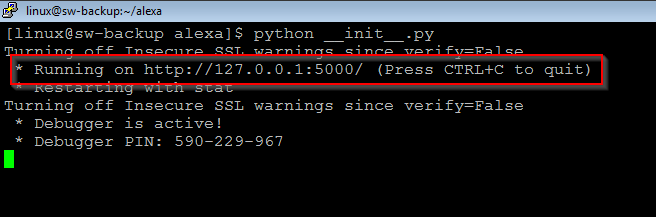 linux@sw-backup:~/alexa
[linux@sw-backup alexa]$ python __init__.py
Turning off Insecure SSL warnings since verify=False
* Running on http://127.0.0.1:5000/ (Press CTRL+C to quit)
* Restarting with stat
Turning off Insecure SSL warnings since verify=False
* Debugger is active!
* Debugger PIN: 590-229-967